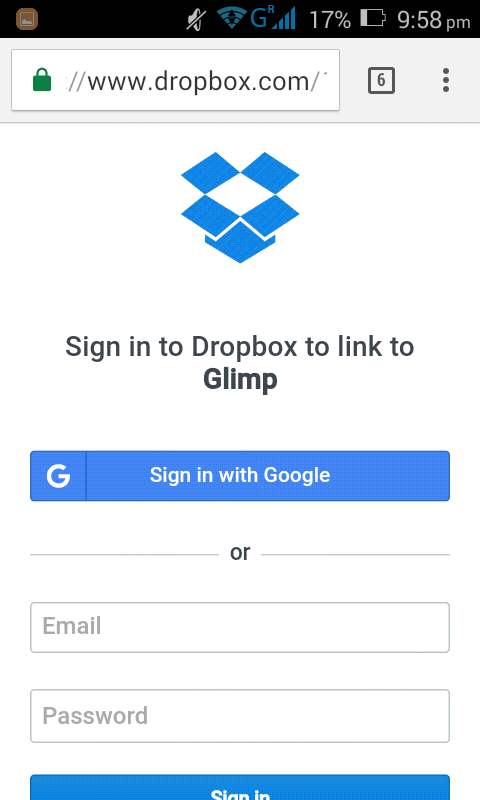 G R 17% 9:58 pm
://www.dropbox.com/
6
Sign in to Dropbox to link to
Glimp
G Sign in with Google
or
Email
Password
Sign in